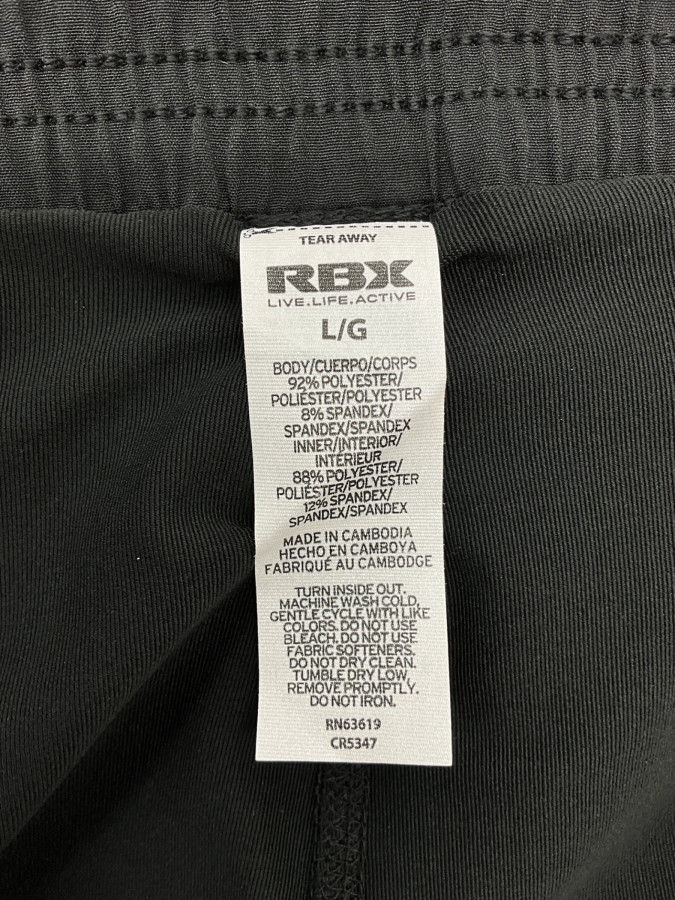 TEAR AWAY
RBX
LIVE.LIFE.ACTIVE
L/G
BODY/CUERPO/CORPS
92% POLYESTER/
POLIÉSTER/POLYESTER
8% SPANDEX/
SPANDEX/SPANDEX
INNER/INTERIOR/
INTÉRIEUR
88% POLYESTER/
POLIÉSTER/POLYESTER
12% SPANDEX/
SPANDEX/SPANDEX
MADE IN CAMBODIA
HECHO EN CAMBOYA
FABRIQUÉ AU CAMBODGE
TURN INSIDE OUT.
MACHINE WASH COLD,
GENTLE CYCLE WITH LIKE
COLORS. DO NOT USE
BLEACH. DO NOT USE
FABRIC SOFTENERS.
DO NOT DRY CLEAN.
TUMBLE DRY LOW,
REMOVE PROMPTLY.
DO NOT IRON.
RN63619
CR5347